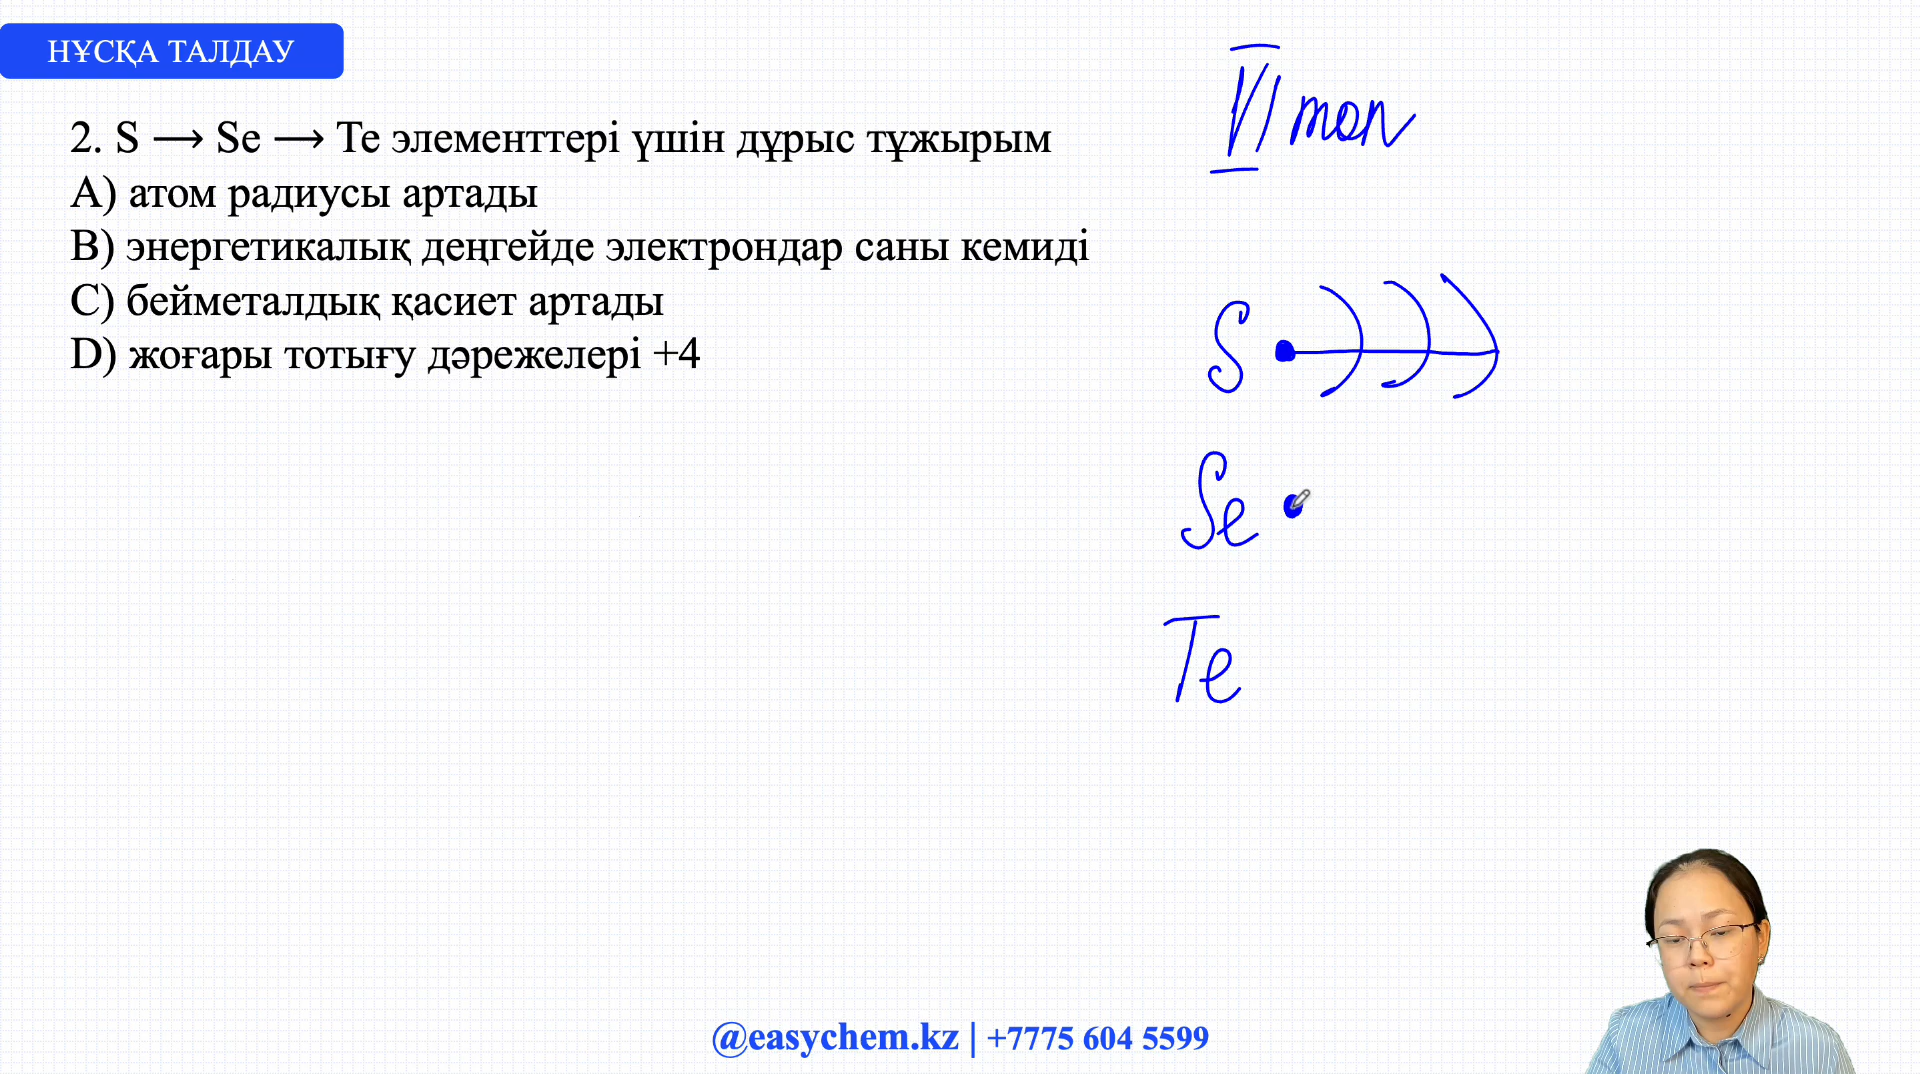 НҰСҚА ТАЛДАУ
2. S ⟶ Se ⟶ Te элементтері үшін дұрыс тұжырым
A) атом радиусы артады
B) энергетикалық деңгейде электрондар саны кемиді
C) бейметалдық қасиет артады
D) жоғары тотығу дәрежелері +4
VI топ
S
Se
Te
@easychem.kz | +7775 604 5599